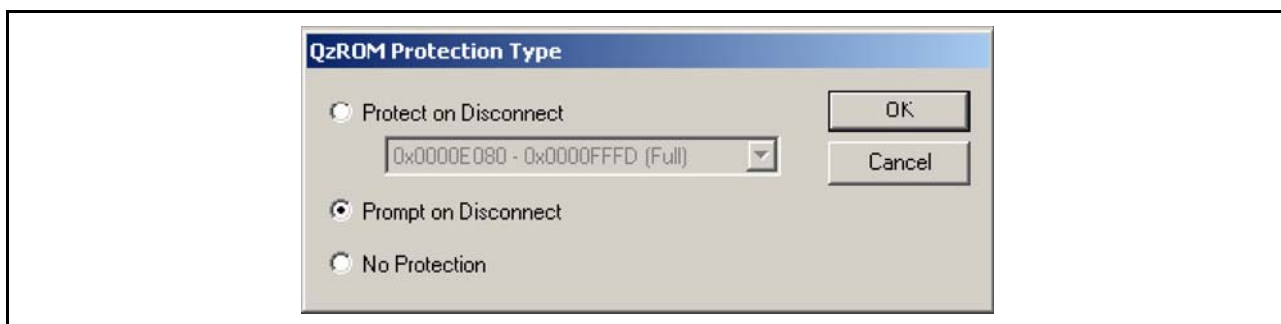 QzROM Protection Type
Protect on Disconnect
OK
0x0000E080 - 0x0000FFFD (Full)
Cancel
Prompt on Disconnect
No Protection